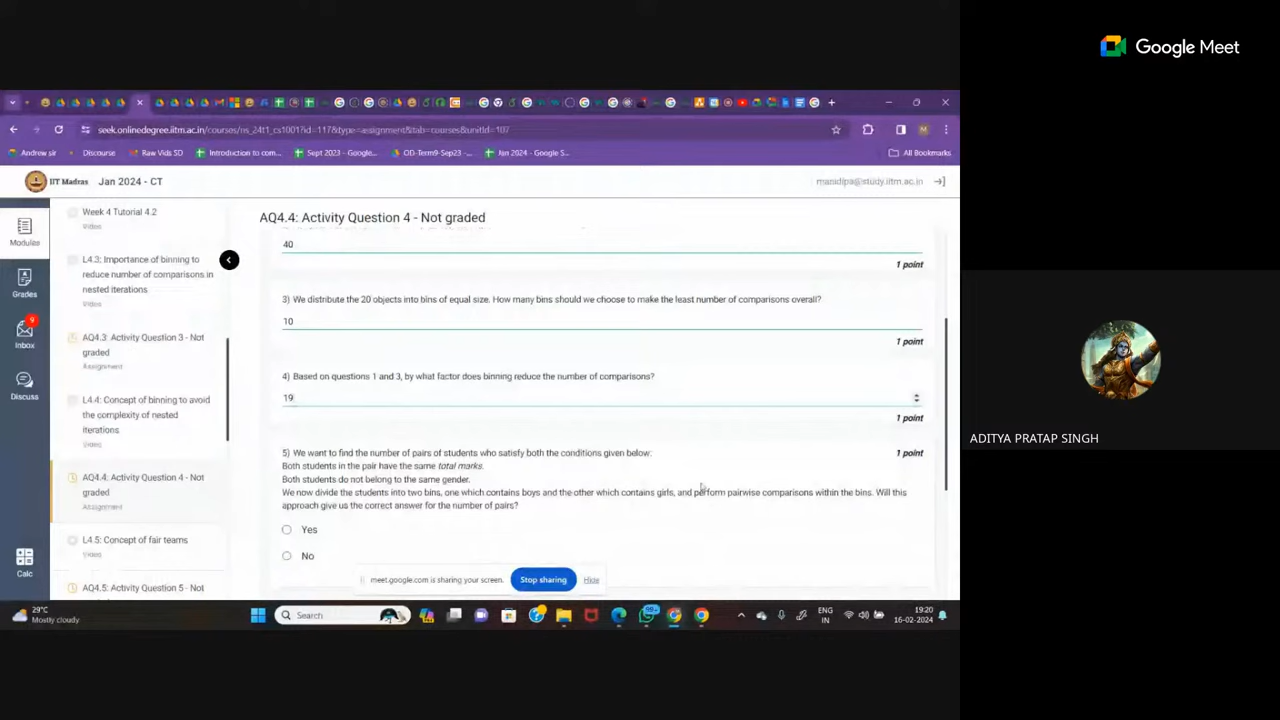 Google Meet
seek.onlinedegree.iitm.ac.in/courses/ns_24t1_cs1001?id=117&type=assignment&tab=courses&unitId=107
Andrew sir
Discourse
Raw Vids SD
Introduction to com...
Sept 2023 - Google...
OD-Term9-Sep23 -...
Jan 2024 - Google S...
All Bookmarks
IIT Madras
Jan 2024 - CT
Modules
Grades
9
Inbox
Discuss
Calc
Week 4 Tutorial 4.2
Video
L4.3: Importance of binning to
reduce number of comparisons in
nested iterations
Video
AQ4.3: Activity Question 3 - Not
graded
Assignment
L4.4: Concept of binning to avoid
the complexity of nested
iterations
Video
AQ4.4: Activity Question 4 - Not
graded
Assignment
L4.5: Concept of fair teams
Video
AQ4.5: Activity Question 5 - Not
AQ4.4: Activity Question 4 - Not graded
40
1 point
3) We distribute the 20 objects into bins of equal size. How many bins should we choose to make the least number of comparisons overall?
10
1 point
4) Based on questions 1 and 3, by what factor does binning reduce the number of comparisons?
19
1 point
5) We want to find the number of pairs of students who satisfy both the conditions given below:
1 point
Both students in the pair have the same total marks.
Both students do not belong to the same gender.
We now divide the students into two bins, one which contains boys and the other which contains girls, and perform pairwise comparisons within the bins. Will this
approach give us the correct answer for the number of pairs?
Yes
No
meet.google.com is sharing your screen.
Stop sharing
Hide
29°C
Mostly cloudy
Search
99+
ENG
IN
19:20
16-02-2024
ADITYA PRATAP SINGH